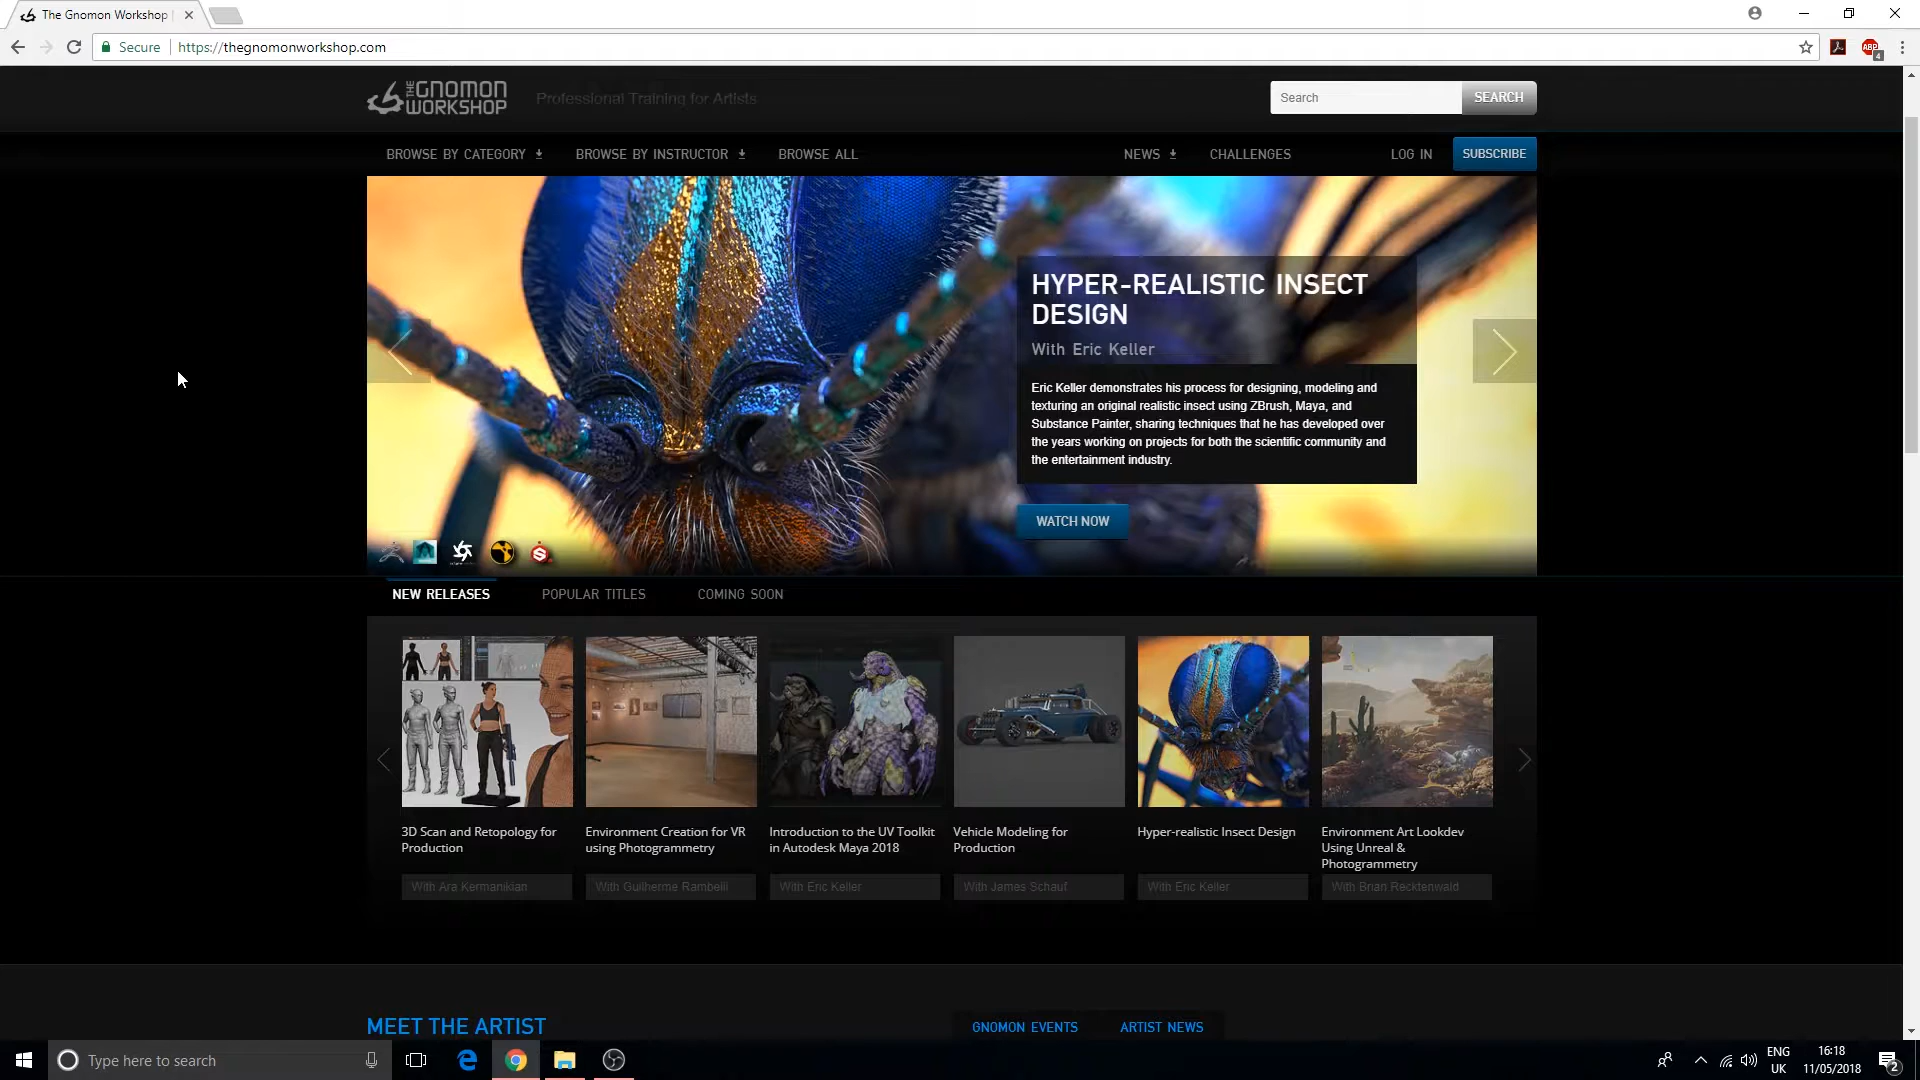 The Gnomon Workshop
Secure
https://thegnomonworkshop.com
ABP
4
THE GNOMON WORKSHOP
Professional Training for Artists
Search
SEARCH
BROWSE BY CATEGORY
BROWSE BY INSTRUCTOR
BROWSE ALL
NEWS
CHALLENGES
LOG IN
SUBSCRIBE
HYPER-REALISTIC INSECT
DESIGN
With Eric Keller
Eric Keller demonstrates his process for designing, modeling and
texturing an original realistic insect using ZBrush, Maya, and
Substance Painter, sharing techniques that he has developed over
the years working on projects for both the scientific community and
the entertainment industry.
WATCH NOW
NEW RELEASES
POPULAR TITLES
COMING SOON
3D Scan and Retopology for
Production
With Ara Kermanikian
Environment Creation for VR
using Photogrammetry
With Guilherme Rambelli
Introduction to the UV Toolkit
in Autodesk Maya 2018
With Eric Keller
Vehicle Modeling for
Production
With James Schauf
Hyper-realistic Insect Design
With Eric Keller
Environment Art Lookdev
Using Unreal &
Photogrammetry
With Brian Recktenwald
MEET THE ARTIST
GNOMON EVENTS
ARTIST NEWS
Type here to search
ENG
UK
16:18
11/05/2018
2